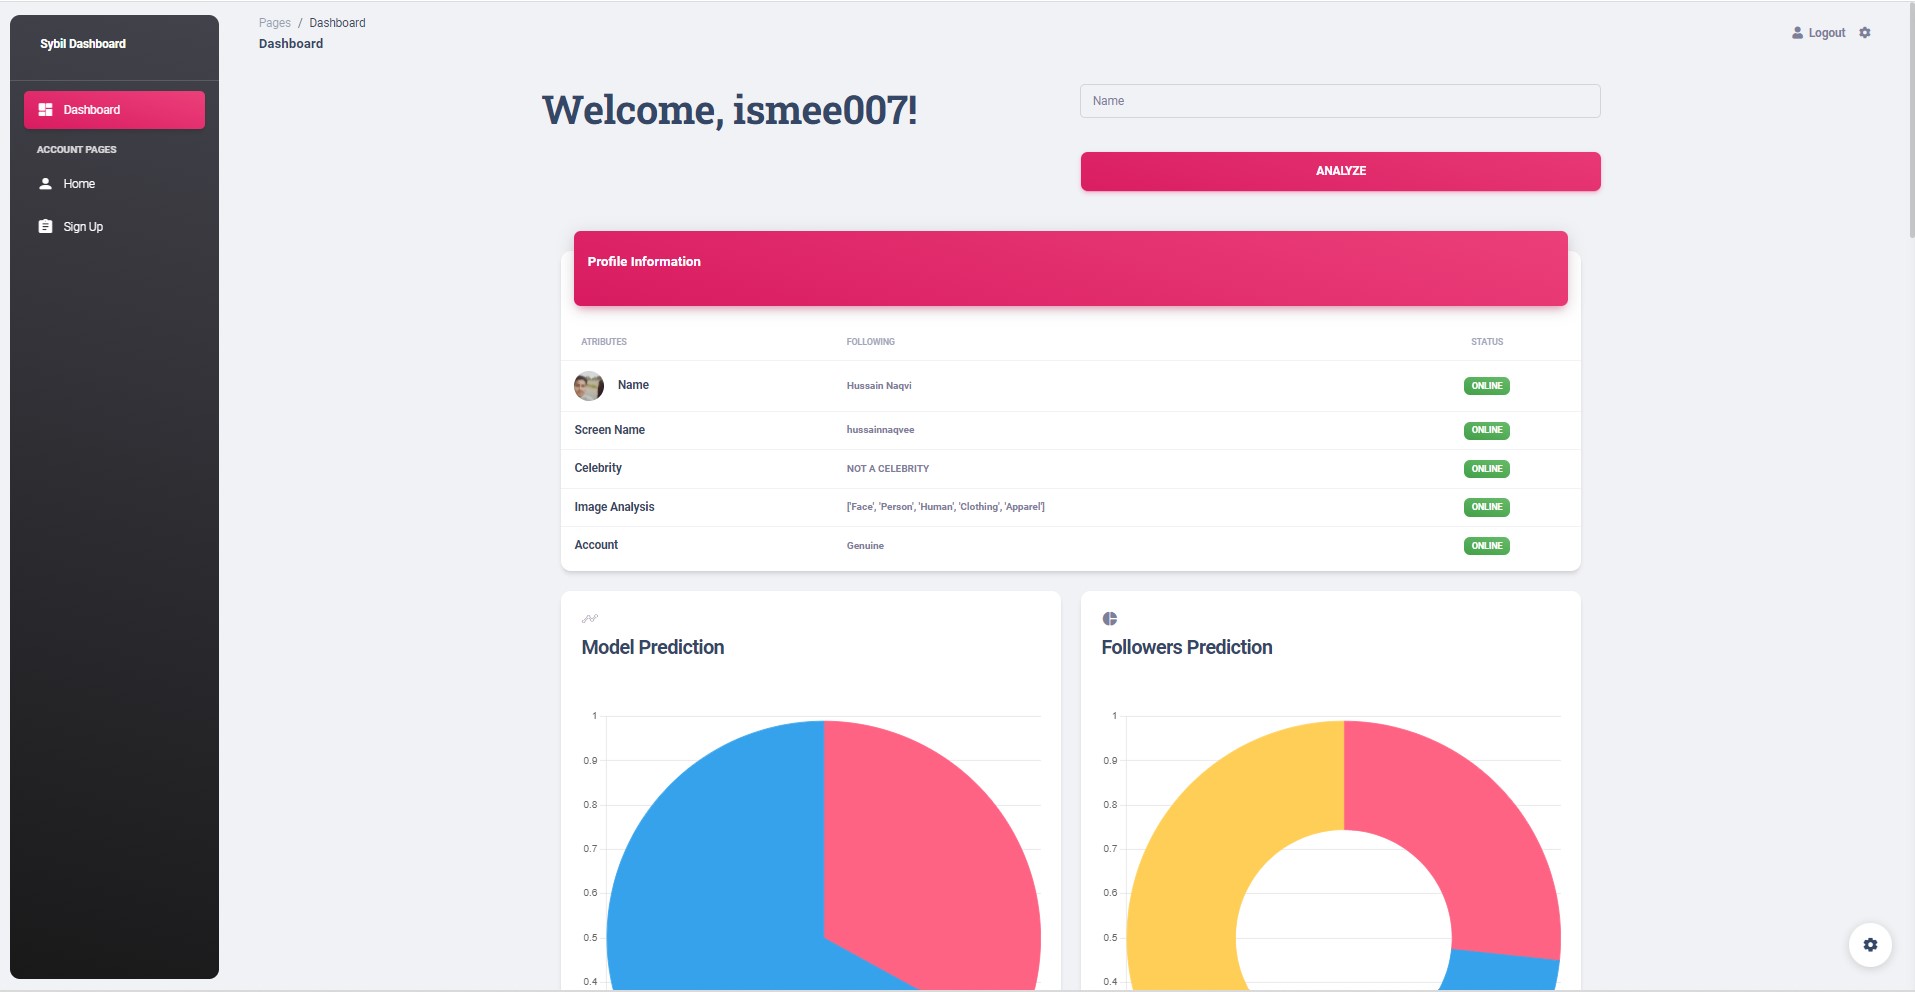 Sybil Dashboard
Dashboard
ACCOUNT PAGES
Home
Sign Up
Pages / Dashboard
Dashboard
Logout
Welcome, ismee007!
Name
ANALYZE
Profile Information
ATRIBUTES FOLLOWING STATUS
Name Hussain Naqvi ONLINE
Screen Name hussainnaqvee ONLINE
Celebrity NOT A CELEBRITY ONLINE
Image Analysis ['Face', 'Person', 'Human', 'Clothing', 'Apparel'] ONLINE
Account Genuine ONLINE
Model Prediction
1
0.9
0.8
0.7
0.6
0.5
0.4
Followers Prediction
1
0.9
0.8
0.7
0.6
0.5
0.4